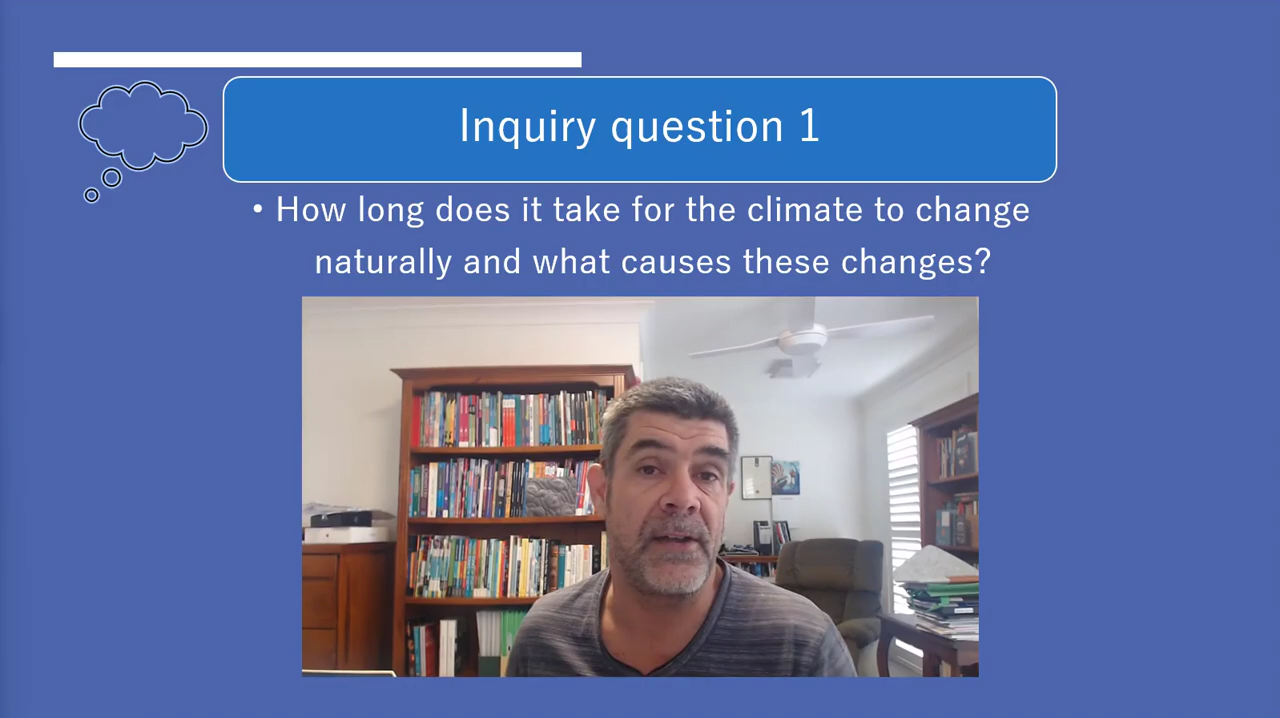 Inquiry question 1
• How long does it take for the climate to change
naturally and what causes these changes?